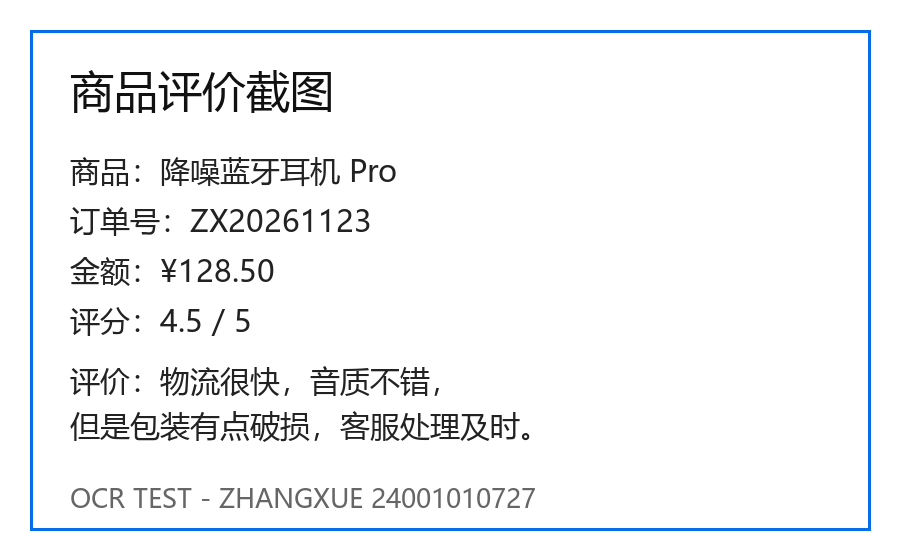 商品评价截图
商品：降噪蓝牙耳机 Pro
订单号：ZX20261123
金额：¥128.50
评分：4.5 / 5
评价：物流很快，音质不错，
但是包装有点破损，客服处理及时。
OCR TEST - ZHANGXUE 24001010727